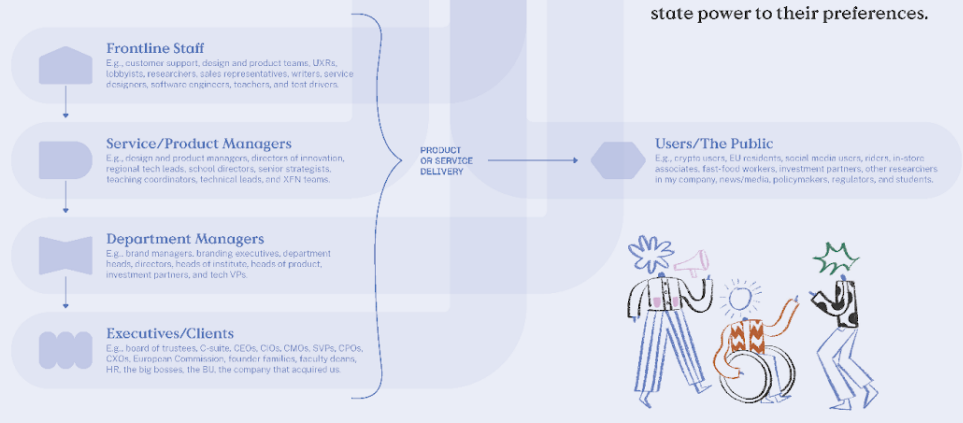 state power to their preferences.
Frontline Staff
E.g., customer support, design and product teams, UXRs,
lobbyists, researchers, sales representatives, writers, service
designers, software engineers, teachers, and test drivers.
Service/Product Managers
E.g., design and product managers, directors of innovation,
regional tech leads, school directors, senior strategists,
teaching coordinators, technical leads, and XFN teams.
Department Managers
E.g., brand managers, branding executives, department
heads, directors, heads of institute, heads of product,
investment partners, and tech VPs.
Executives/Clients
E.g., board of trustees, C-suite, CEOs, CIOs, CMOs, SVPs, CPOs,
CXOs, European Commission, founder families, faculty deans,
HR, the big bosses, the BU, the company that acquired us.
PRODUCT
OR SERVICE
DELIVERY
Users/The Public
E.g., crypto users, EU residents, social media users, riders, in-store
associates, fast-food workers, investment partners, other researchers
in my company, news/media, policymakers, regulators, and students.